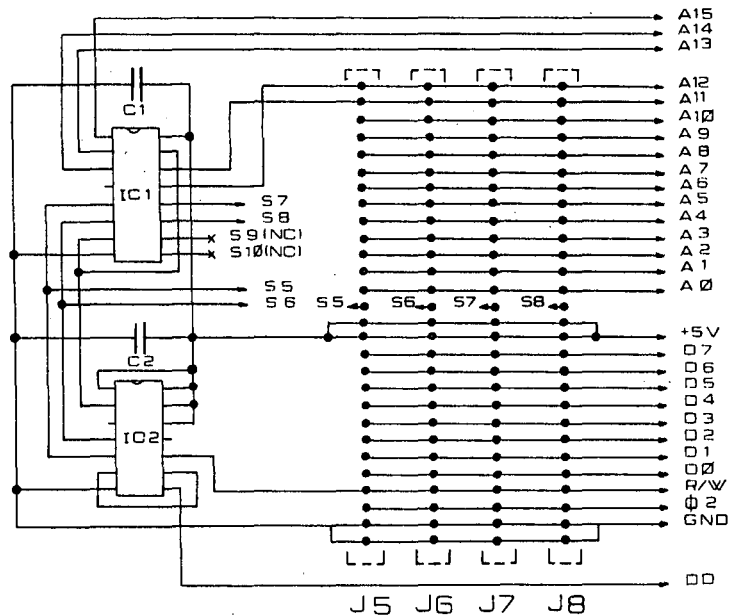 A15
A14
A13
C1
A12
A11
A1Ø
A9
A8
IC1
A7
A6
S7
A5
S8
A4
S9(NC)
A3
S1Ø(NC)
A2
A1
S5
AØ
S6 S5 S6 S7 S8
+5V
C2
D7
D6
D5
D4
D3
IC2
D2
D1
DØ
R/W
ϕ2
GND
DD
J5 J6 J7 J8